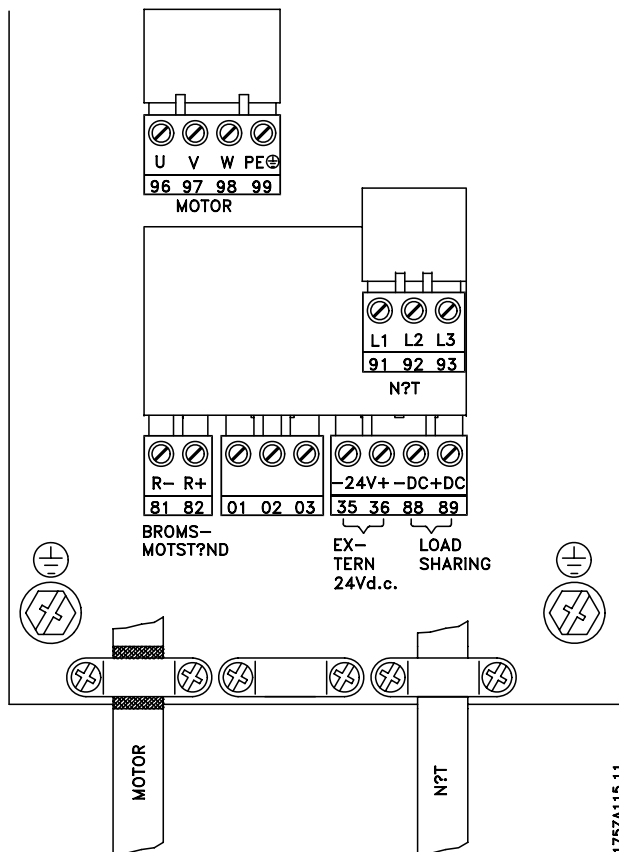 U V W PE
96 97 98 99
MOTOR
L1 L2 L3
91 92 93
N?T
R- R+
81 82
BROMS-
MOTST?ND
01 02 03
-24V+ -DC+DC
35 36 88 89
EX-
TERN
24Vd.c.
LOAD
SHARING
MOTOR
N?T
175ZA115.11